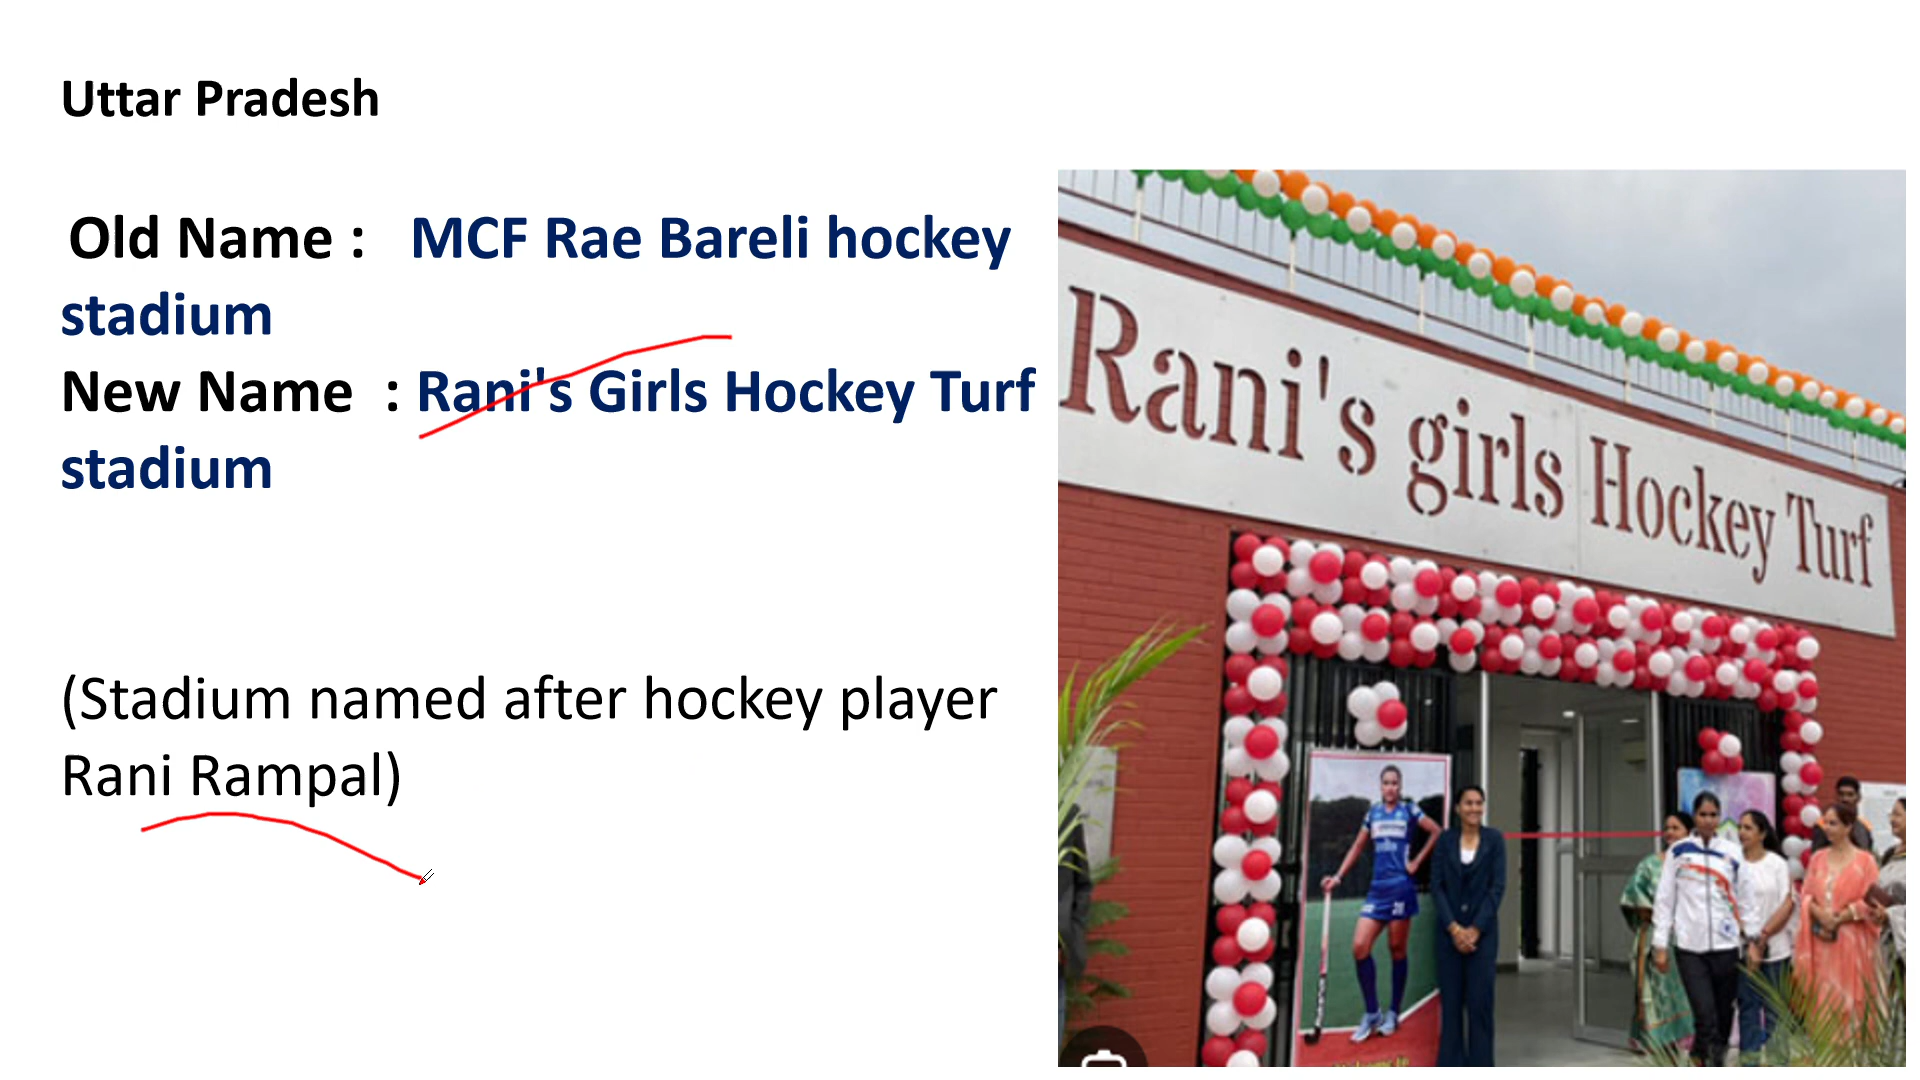 Uttar Pradesh
Old Name : MCF Rae Bareli hockey
stadium
New Name : Rani's Girls Hockey Turf
stadium
(Stadium named after hockey player
Rani Rampal)
Rani's girls Hockey Turf